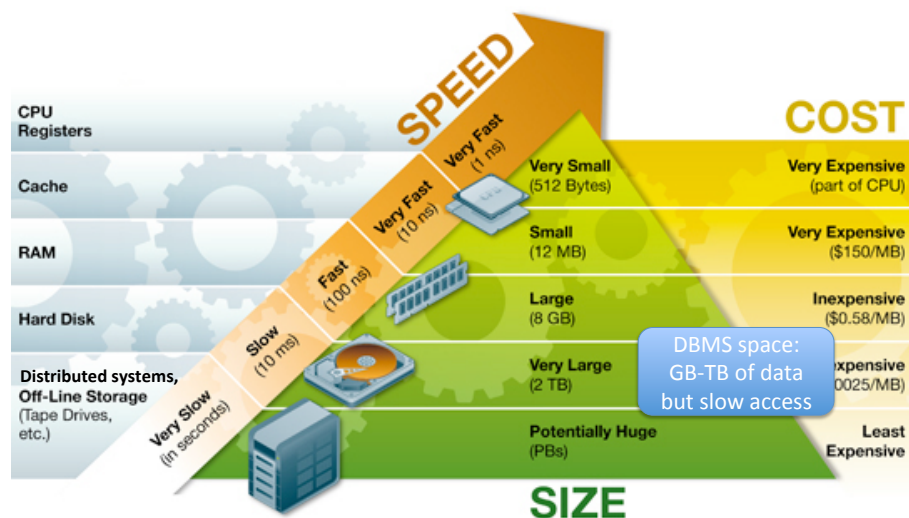 SPEED
COST
CPU
Registers
Very Fast
(1 ns)
Very Small
(512 Bytes)
Very Expensive
(part of CPU)
Cache
Very Fast
(10 ns)
Small
(12 MB)
Very Expensive
($150/MB)
RAM
Fast
(100 ns)
Large
(8 GB)
Inexpensive
($0.58/MB)
Hard Disk
Slow
(10 ms)
Very Large
(2 TB)
DBMS space:
GB-TB of data
but slow access
Distributed systems,
Off-Line Storage
(Tape Drives,
etc.)
Very Slow
(in seconds)
Potentially Huge
(PBs)
Least
Expensive
SIZE